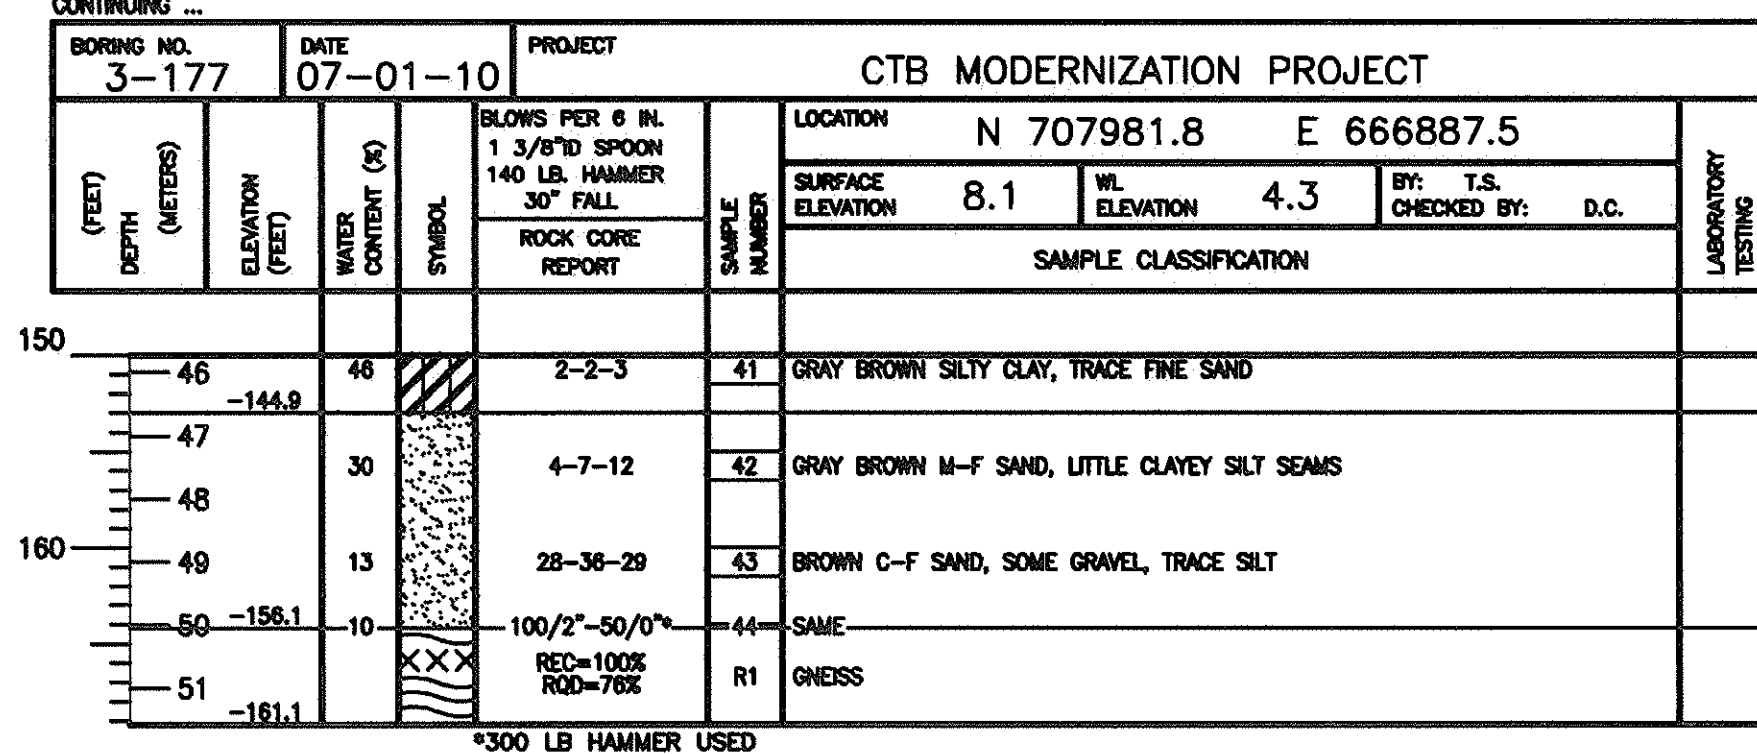 CONTINUING ...
BORING NO.
3-177
DATE
07-01-10
PROJECT
CTB MODERNIZATION PROJECT
(FEET)
DEPTH
(METERS)
ELEVATION
(FEET)
WATER
CONTENT (%)
SYMBOL
BLOWS PER 6 IN.
1 3/8"ID SPOON
140 LB. HAMMER
30" FALL
ROCK CORE
REPORT
SAMPLE
NUMBER
LOCATION N 707981.8 E 666887.5
SURFACE
ELEVATION
8.1
WL
ELEVATION
4.3
BY: T.S.
CHECKED BY: D.C.
SAMPLE CLASSIFICATION
LABORATORY
TESTING
150
46 46 2-2-3 41 GRAY BROWN SILTY CLAY, TRACE FINE SAND
-144.9
47
30 4-7-12 42 GRAY BROWN M-F SAND, LITTLE CLAYEY SILT SEAMS
48
160
49 13 28-36-29 43 BROWN C-F SAND, SOME GRAVEL, TRACE SILT
50 -156.1 10 100/2"-50/0"* 44 SAME
REC=100%
RQD=76%
R1 GNEISS
51
-161.1
*300 LB HAMMER USED